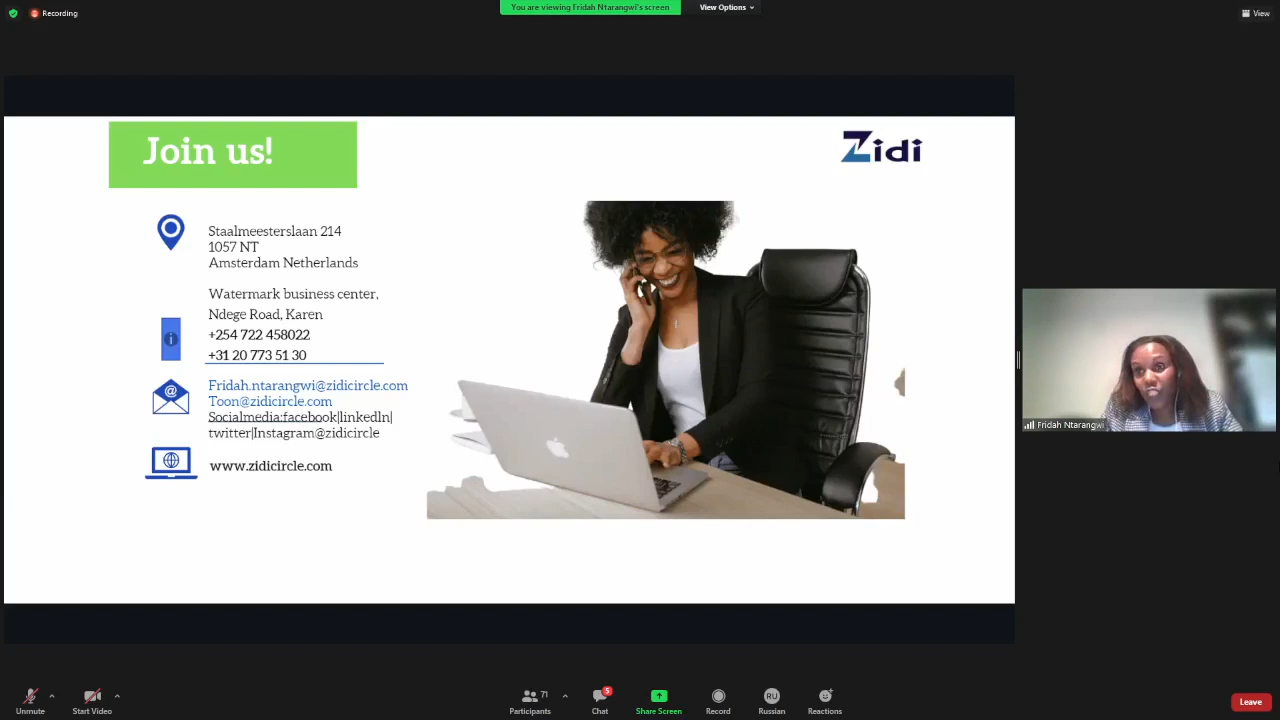 Recording
You are viewing Fridah Ntarangwi's screen
View Options
View
Join us!
Zidi
Staalmeesterslaan 214
1057 NT
Amsterdam Netherlands
Watermark business center,
Ndege Road, Karen
+254 722 458022
+31 20 773 51 30
Fridah.ntarangwi@zidicircle.com
Toon@zidicircle.com
Socialmedia:facebook|linkedln|
twitter|Instagram@zidicircle
www.zidicircle.com
Fridah Ntarangwi
Unmute
Start Video
71
Participants
5
Chat
Share Screen
Record
RU
Russian
Reactions
Leave